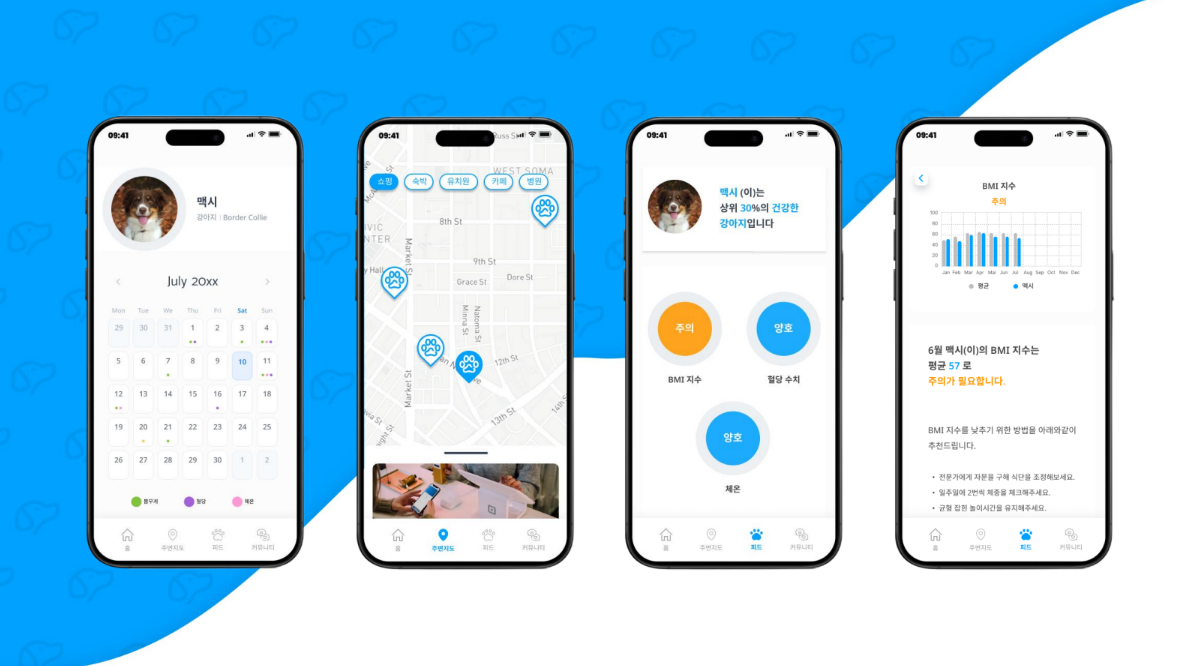 09:41
맥시
강아지 | Border Collie
July 20xx
Mon Tue We Thu Fri Sat Sun
29 30 31 1 2 3 4
5 6 7 8 9 10 11
12 13 14 15 16 17 18
19 20 21 22 23 24 25
26 27 28 29 30 1 2
몸무게 혈당 체온
홈 주변지도 피드 커뮤니티
09:41
Russ St
WEST SOMA
쇼핑 숙박 유치원 카페 병원
8th St
Market St
9th St
Grace St
Dore St
Minna St
Natoma St
12th St
Market St
13th St
14th
홈 주변지도 피드 커뮤니티
09:41
맥시 (이)는
상위 30%의 건강한
강아지입니다
주의
양호
BMI 지수
혈당 수치
양호
체온
홈 주변지도 피드 커뮤니티
09:41
BMI 지수
주의
100
80
60
40
20
0
Jan Feb Mar Apr Mai Jun Jul Aug Sep Oct Nov Dec
평균 맥시
6월 맥시(이)의 BMI 지수는
평균 57 로
주의가 필요합니다.
BMI 지수를 낮추기 위한 방법을 아래와같이
추천드립니다.
• 전문가에게 자문을 구해 식단을 조정해보세요.
• 일주일에 2번씩 체중을 체크해주세요.
• 균형 잡힌 놀이시간을 유지해주세요.
홈 주변지도 피드 커뮤니티